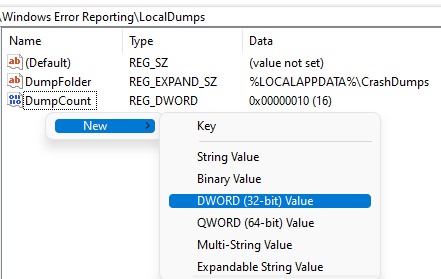 \Windows Error Reporting\LocalDumps
Name Type Data
ab (Default) REG_SZ (value not set)
ab DumpFolder REG_EXPAND_SZ %LOCALAPPDATA%\CrashDumps
DumpCount REG_DWORD 0x00000010 (16)
New
Key
String Value
Binary Value
DWORD (32-bit) Value
QWORD (64-bit) Value
Multi-String Value
Expandable String Value